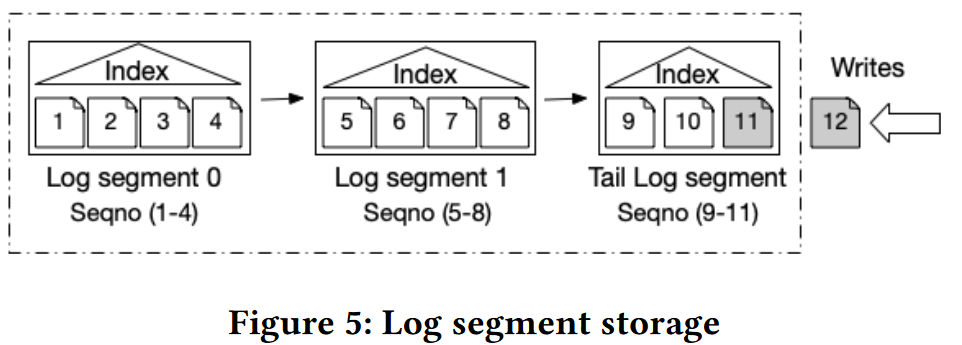 Index Index Index Writes
1 2 3 4 5 6 7 8 9 10 11 12
Log segment 0 Log segment 1 Tail Log segment
Seqno (1-4) Seqno (5-8) Seqno (9-11)
Figure 5: Log segment storage